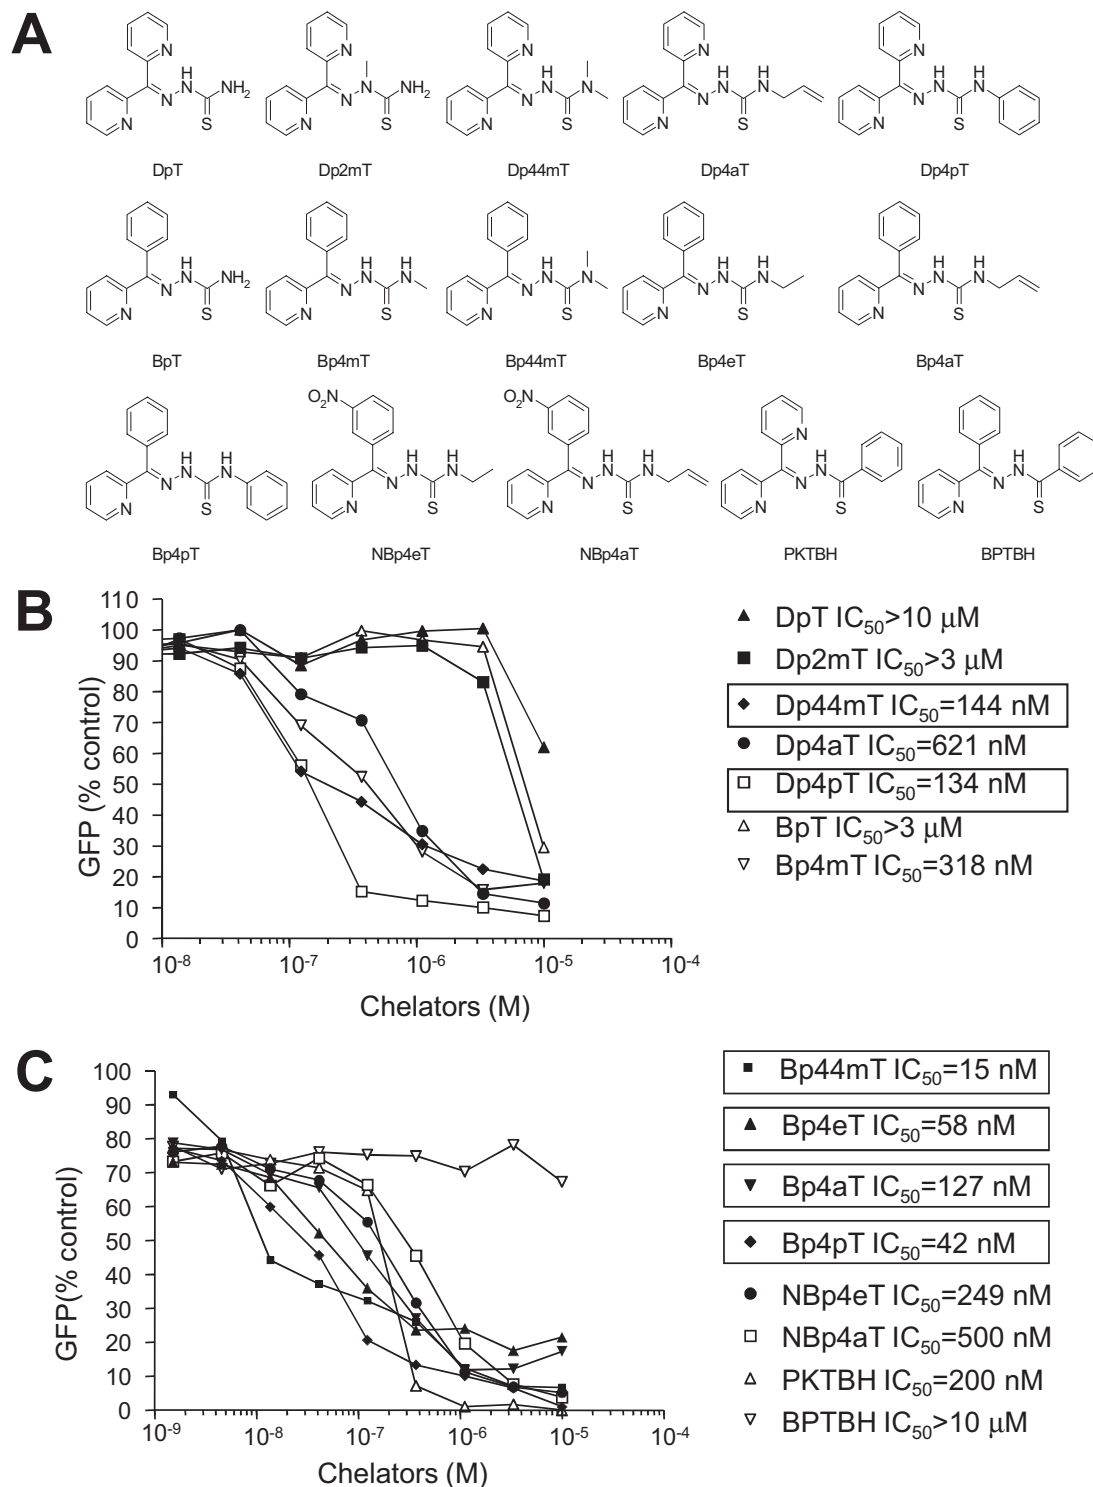 A
N N H N NH₂ N S
N N N NH₂ N S
N N H N N N S
N N H N H N N S
N N H N H N N S
DpT Dp2mT Dp44mT Dp4aT Dp4pT
N H N NH₂ N S
N H N H N N S
N H N N N S
N H N H N N S
N H N H N N S
BpT Bp4mT Bp44mT Bp4eT Bp4aT
N H N H N N S
O₂N N H N H N N S
O₂N N H N H N N S
N N H N N S
N H N N S
Bp4pT NBp4eT NBp4aT PKTBH BPTBH
B
GFP (% control)
110
100
90
80
70
60
50
40
30
20
10
0
10⁻⁸ 10⁻⁷ 10⁻⁶ 10⁻⁵ 10⁻⁴
Chelators (M)
DpT IC₅₀>10 μM
Dp2mT IC₅₀>3 μM
Dp44mT IC₅₀=144 nM
Dp4aT IC₅₀=621 nM
Dp4pT IC₅₀=134 nM
BpT IC₅₀>3 μM
Bp4mT IC₅₀=318 nM
C
GFP(% control)
100
90
80
70
60
50
40
30
20
10
0
10⁻⁹ 10⁻⁸ 10⁻⁷ 10⁻⁶ 10⁻⁵
Chelators (M)
Bp44mT IC₅₀=15 nM
Bp4eT IC₅₀=58 nM
Bp4aT IC₅₀=127 nM
Bp4pT IC₅₀=42 nM
NBp4eT IC₅₀=249 nM
NBp4aT IC₅₀=500 nM
PKTBH IC₅₀=200 nM
BPTBH IC₅₀>10 μM